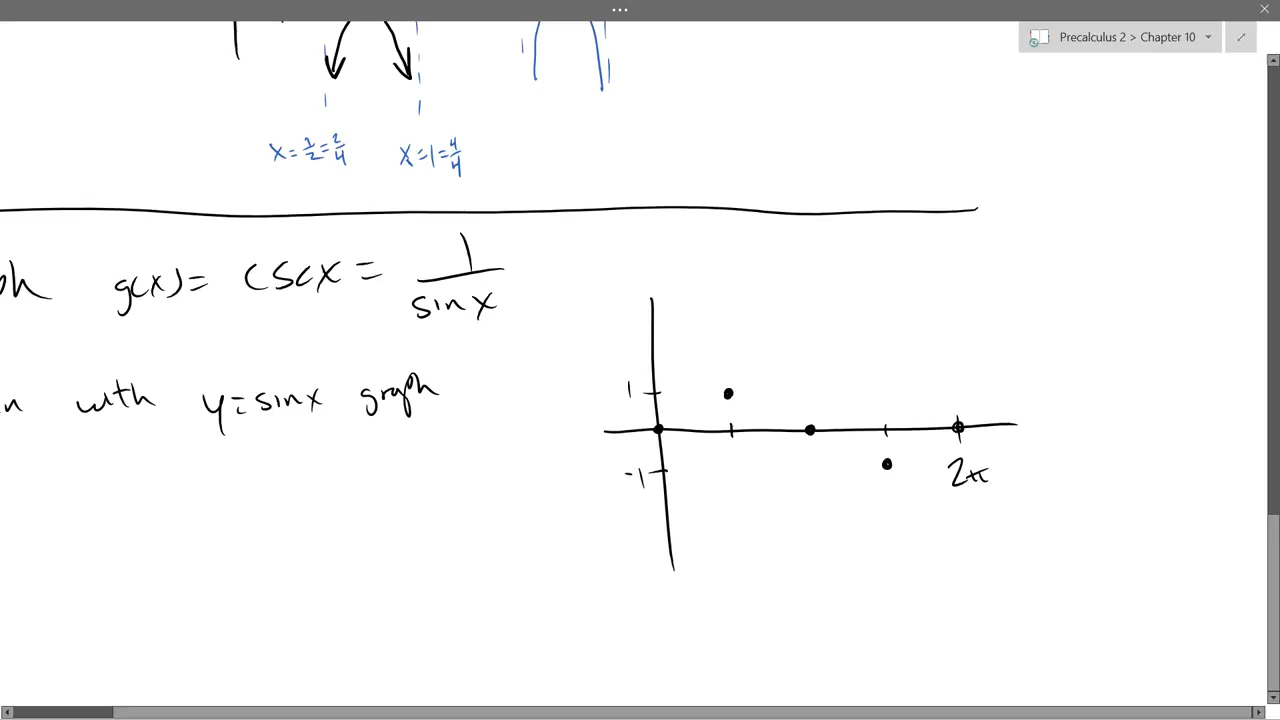 Precalculus 2 > Chapter 10
x = 1/2 = 2/4
x = 1 = 4/4
g(x) = csc x = 1/sin x
with y = sin x graph
1
-1
2π